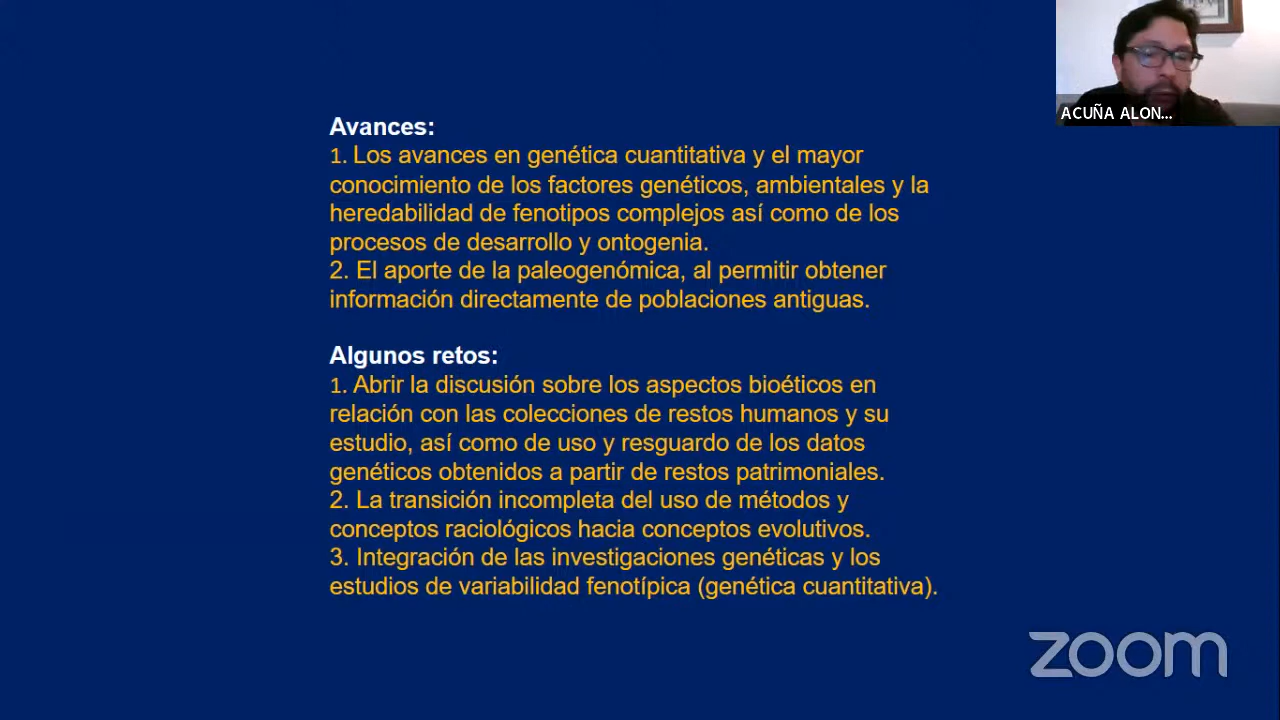 ACUÑA ALON...
Avances:
1. Los avances en genética cuantitativa y el mayor
conocimiento de los factores genéticos, ambientales y la
heredabilidad de fenotipos complejos así como de los
procesos de desarrollo y ontogenia.
2. El aporte de la paleogenómica, al permitir obtener
información directamente de poblaciones antiguas.
Algunos retos:
1. Abrir la discusión sobre los aspectos bioéticos en
relación con las colecciones de restos humanos y su
estudio, así como de uso y resguardo de los datos
genéticos obtenidos a partir de restos patrimoniales.
2. La transición incompleta del uso de métodos y
conceptos raciológicos hacia conceptos evolutivos.
3. Integración de las investigaciones genéticas y los
estudios de variabilidad fenotípica (genética cuantitativa).
zoom